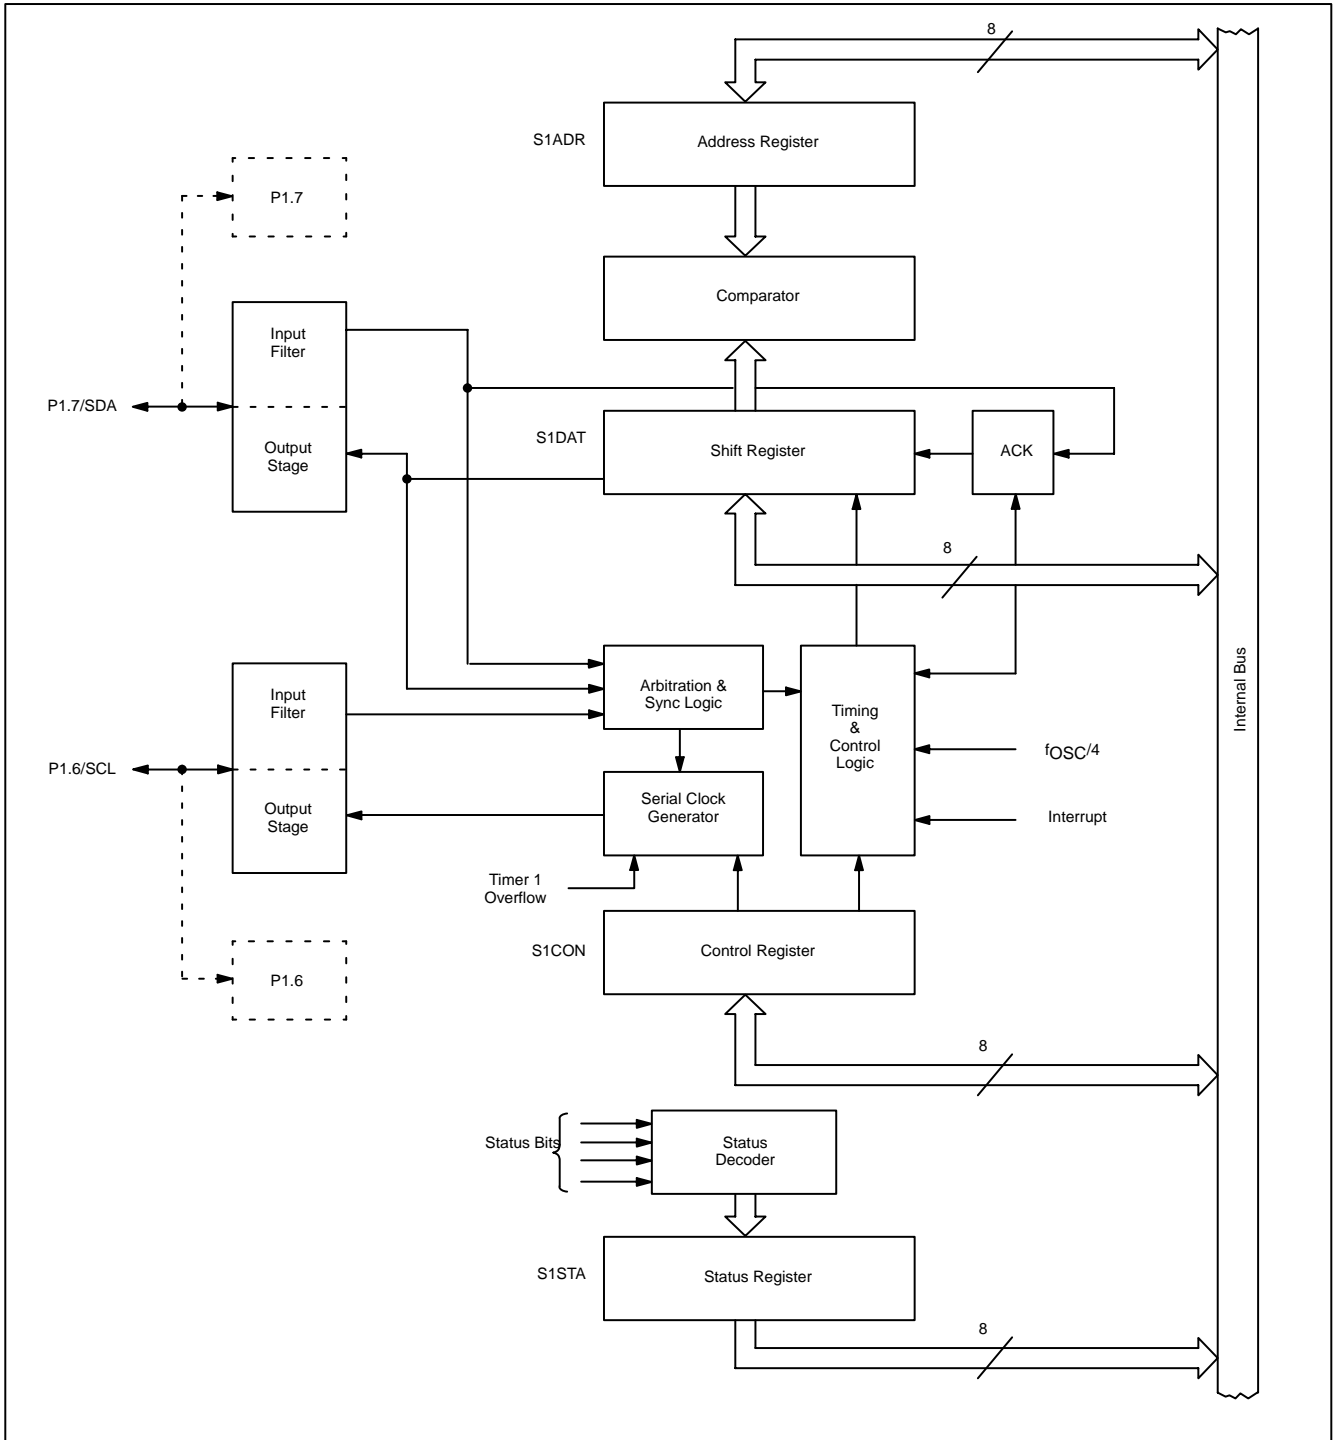 8
S1ADR
Address Register
P1.7
Comparator
Input
Filter
P1.7/SDA
S1DAT
Shift Register
ACK
Output
Stage
8
Internal Bus
Input
Filter
Arbitration &
Sync Logic
Timing
&
Control
Logic
fOSC/4
P1.6/SCL
Output
Stage
Serial Clock
Generator
Interrupt
Timer 1
Overflow
S1CON
Control Register
P1.6
8
Status Bits
Status
Decoder
S1STA
Status Register
8